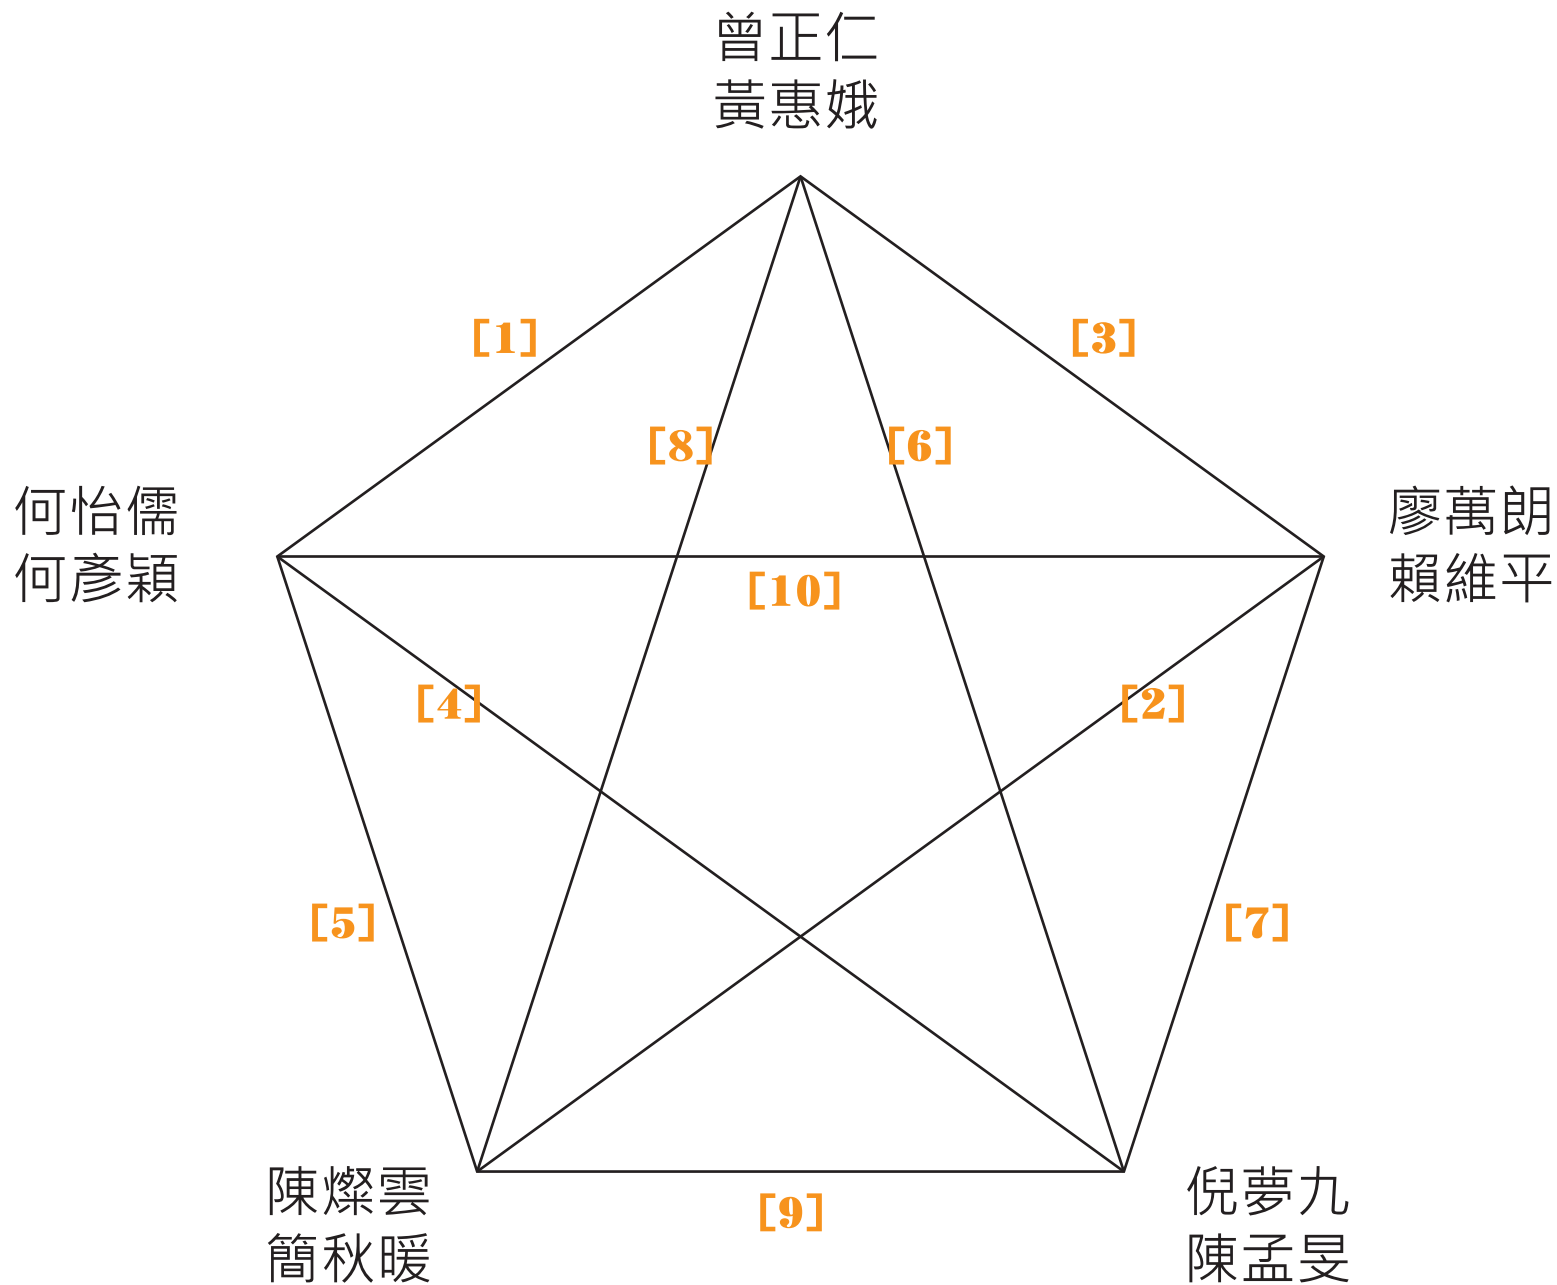 曾正仁
黃惠娥
[1]
[3]
[8]
[6]
何怡儒
何彥穎
廖萬朗
賴維平
[10]
[4]
[2]
[5]
[7]
陳燦雲
簡秋暖
[9]
倪夢九
陳孟旻